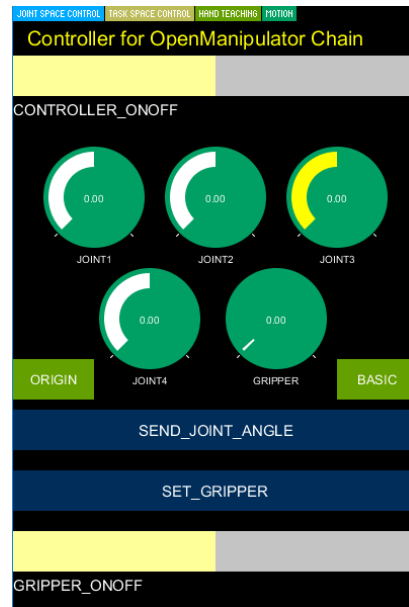 JOINT SPACE CONTROL TASK SPACE CONTROL HAND TEACHING MOTION
Controller for OpenManipulator Chain
CONTROLLER_ONOFF
0.00 0.00 0.00
JOINT1 JOINT2 JOINT3
0.00 0.00
ORIGIN JOINT4 GRIPPER BASIC
SEND_JOINT_ANGLE
SET_GRIPPER
GRIPPER_ONOFF